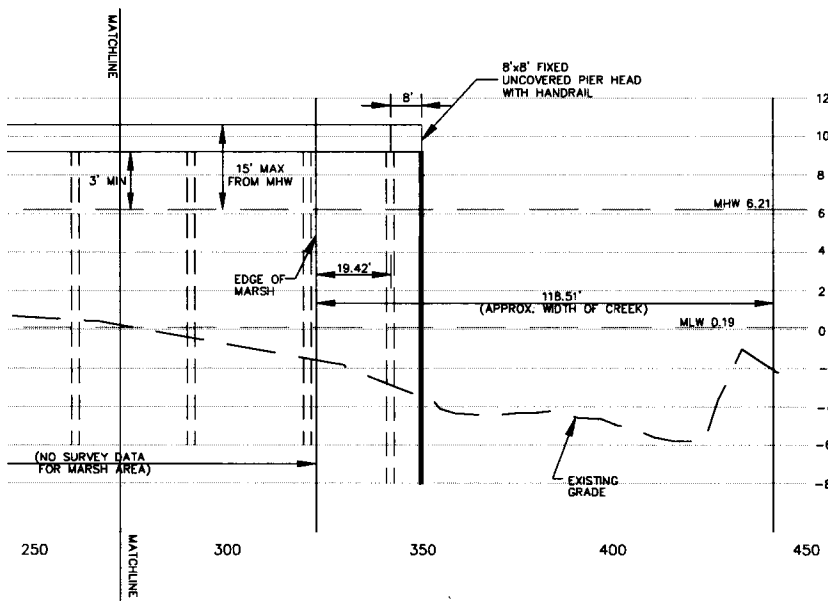 MATCHLINE
8'x8' FIXED
UNCOVERED PIER HEAD
WITH HANDRAIL
8'
12
10
3' MIN
15' MAX
FROM MHW
8
MHW 6.21
6
4
EDGE OF
MARSH
19.42'
118.51'
(APPROX. WIDTH OF CREEK)
2
MLW 0.19
0
(NO SURVEY DATA
FOR MARSH AREA)
-6
EXISTING
GRADE
-8
250
300
350
400
450
MATCHLINE